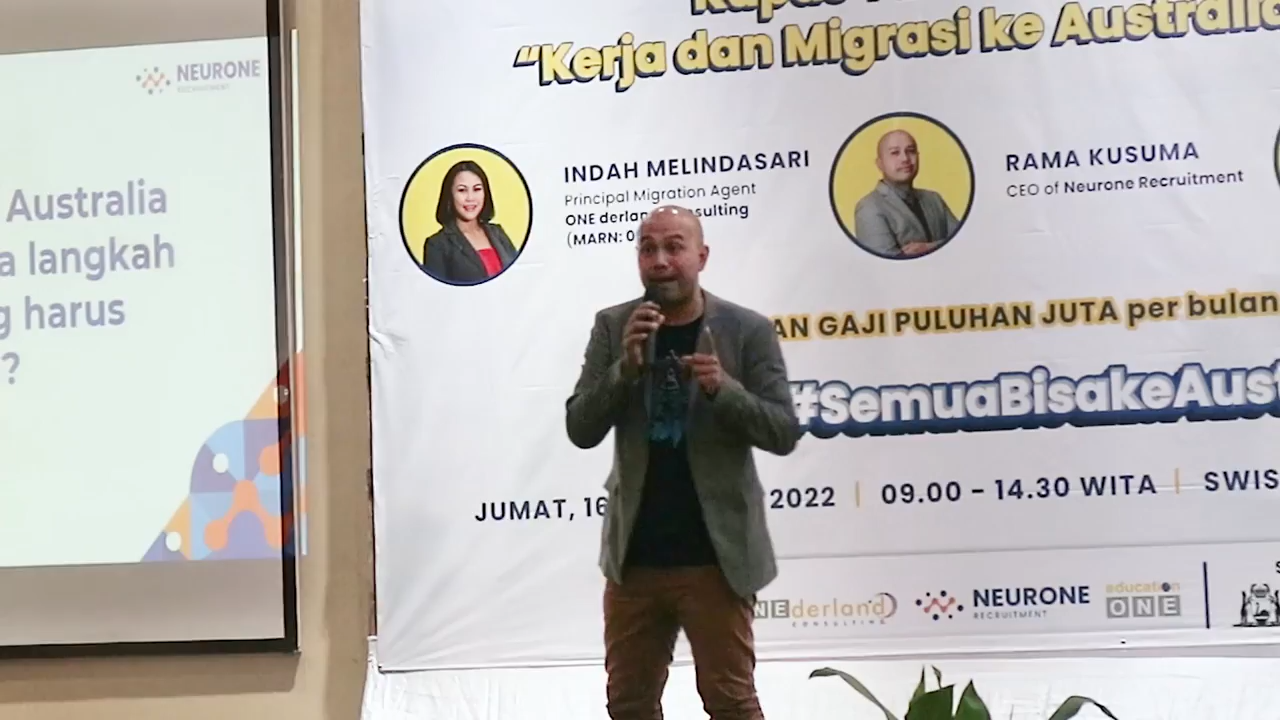 NEURONE
RECRUITMENT
Australia
a langkah
g harus
?
"Kerja dan Migrasi ke Australia
INDAH MELINDASARI
Principal Migration Agent
ONE derland Consulting
(MARN: 0
RAMA KUSUMA
CEO of Neurone Recruitment
AN GAJI PULUHAN JUTA per bulan
#SemuaBisakeAust
JUMAT, 16 2022 | 09.00 - 14.30 WITA | SWIS
NEderland
CONSULTING
NEURONE
RECRUITMENT
education
ONE